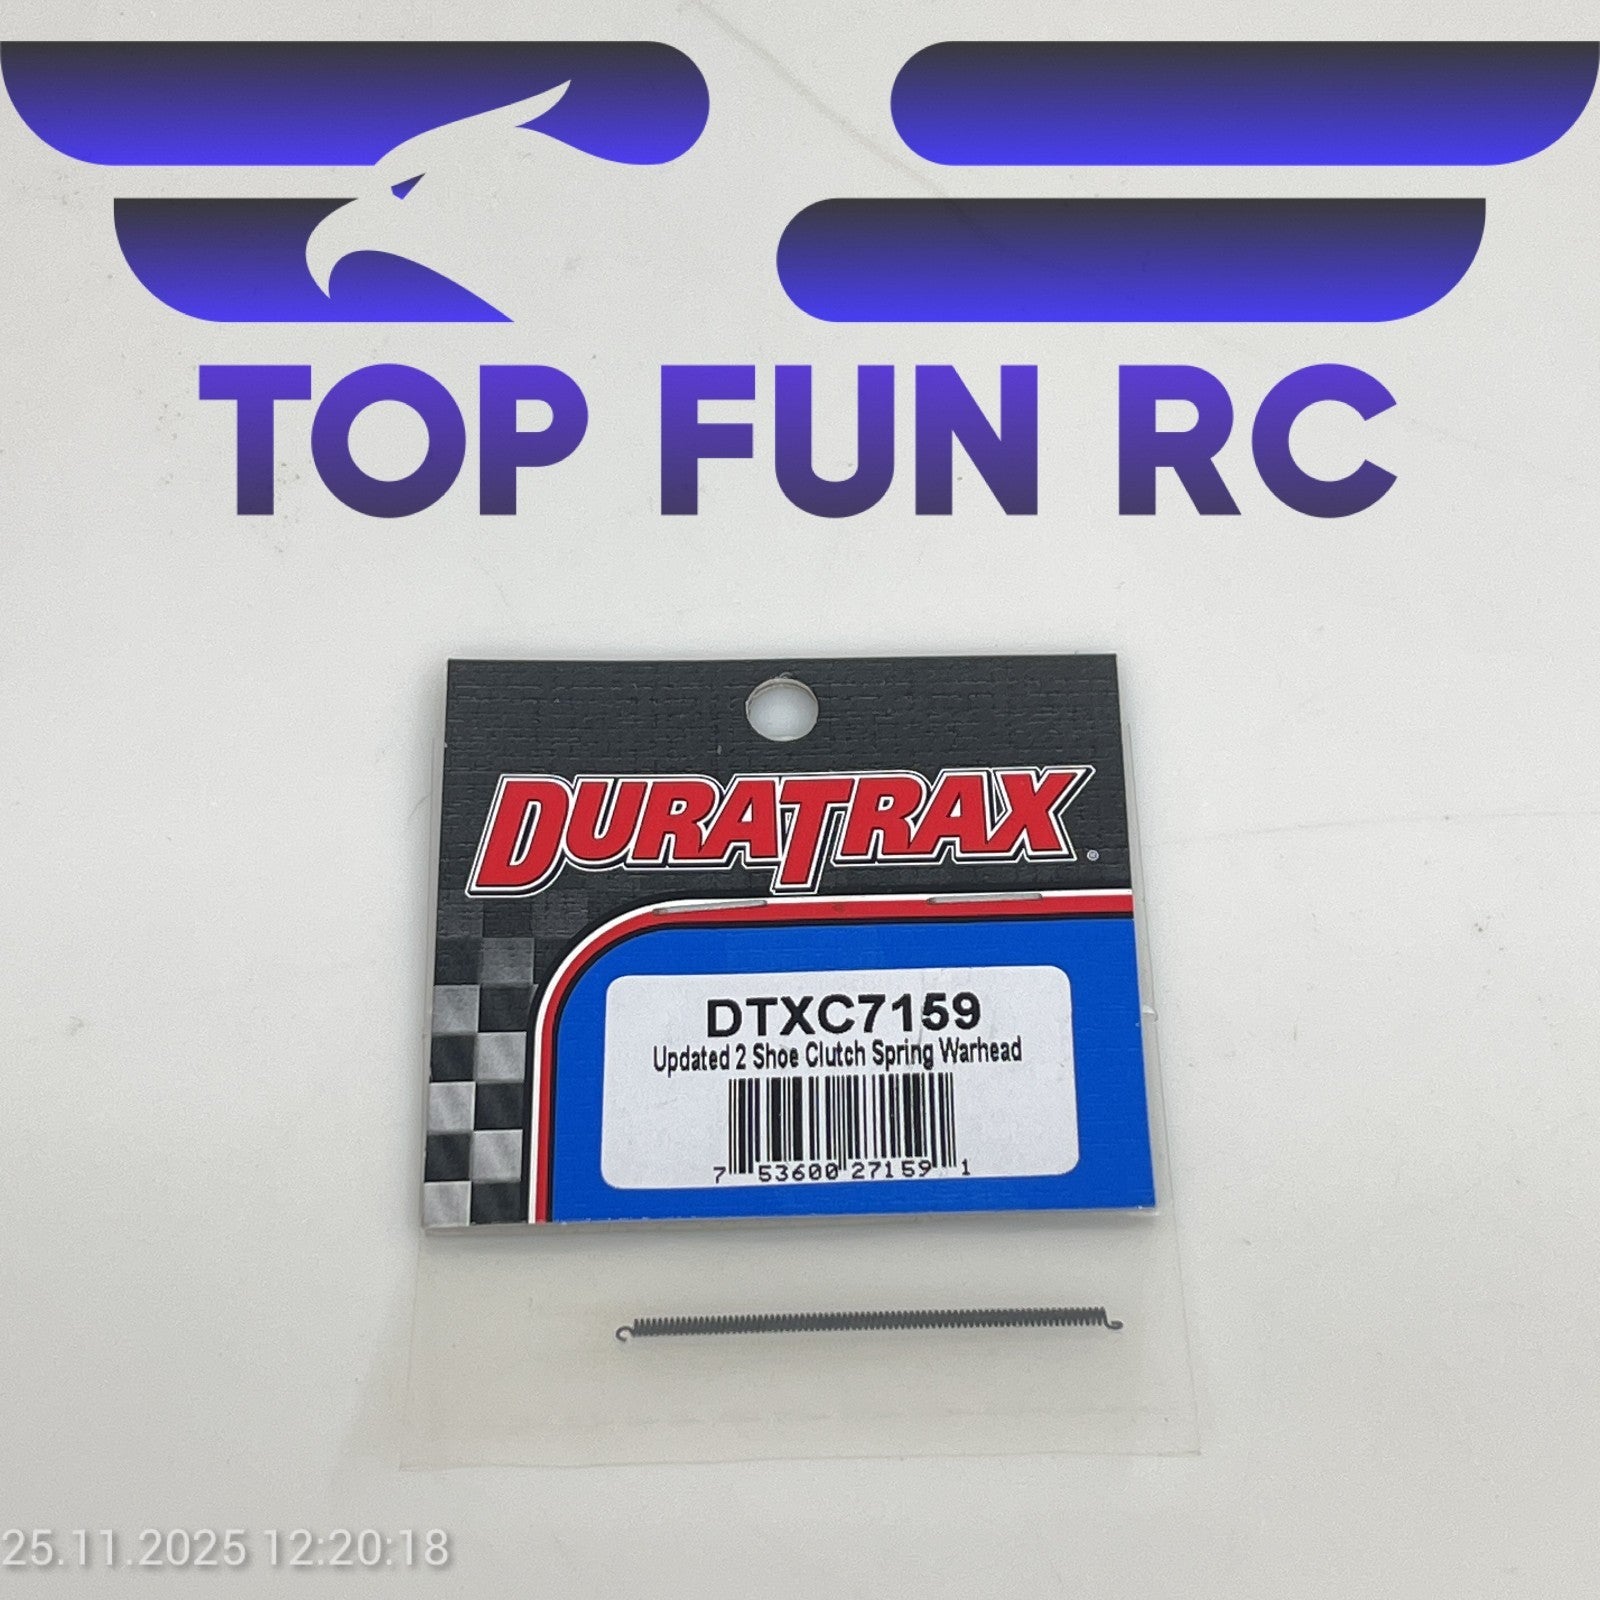 TOP FUN RC
DURATRAX®
DTXC7159
Updated 2 Shoe Clutch Spring Warhead
7 53600 27159 1
25.11.2025 12:20:18